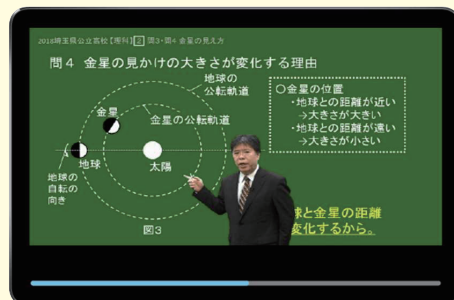 2018埼玉県公立高校【理科】2 図3・図4 金星の見え方
問4 金星の見かけの大きさが変化する理由
地球の
公転軌道
金星
金星の公転軌道
地球
太陽
地球の
自転の
向き
図3
○金星の位置
・地球との距離が近い
→大きさが大きい
・地球との距離が遠い
→大きさが小さい
球と金星の距離
変化するから。